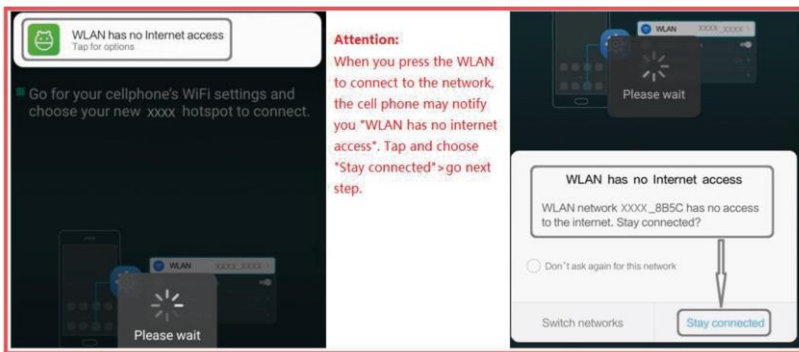 WLAN has no Internet access
Tap for options
Go for your cellphone's WiFi settings and
choose your new xxxx hotspot to connect.
WLAN
XXXX_XXXX
Please wait
Attention:
When you press the WLAN
to connect to the network,
the cell phone may notify
you "WLAN has no internet
access". Tap and choose
"Stay connected">go next
step.
WLAN
XXXX_XXXX
Please wait
WLAN has no Internet access
WLAN network XXXX_8B5C has no access
to the internet. Stay connected?
Don't ask again for this network
Switch networks
Stay connected